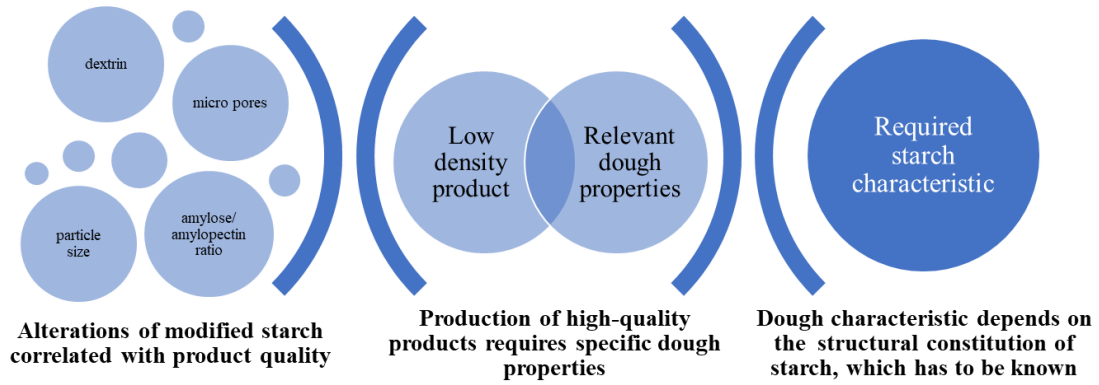 dextrin
micro pores
particle
size
amylose/
amylopectin
ratio
Alterations of modified starch
correlated with product quality
Low
density
product
Relevant
dough
properties
Production of high-quality
products requires specific dough
properties
Required
starch
characteristic
Dough characteristic depends on
the structural constitution of
starch, which has to be known